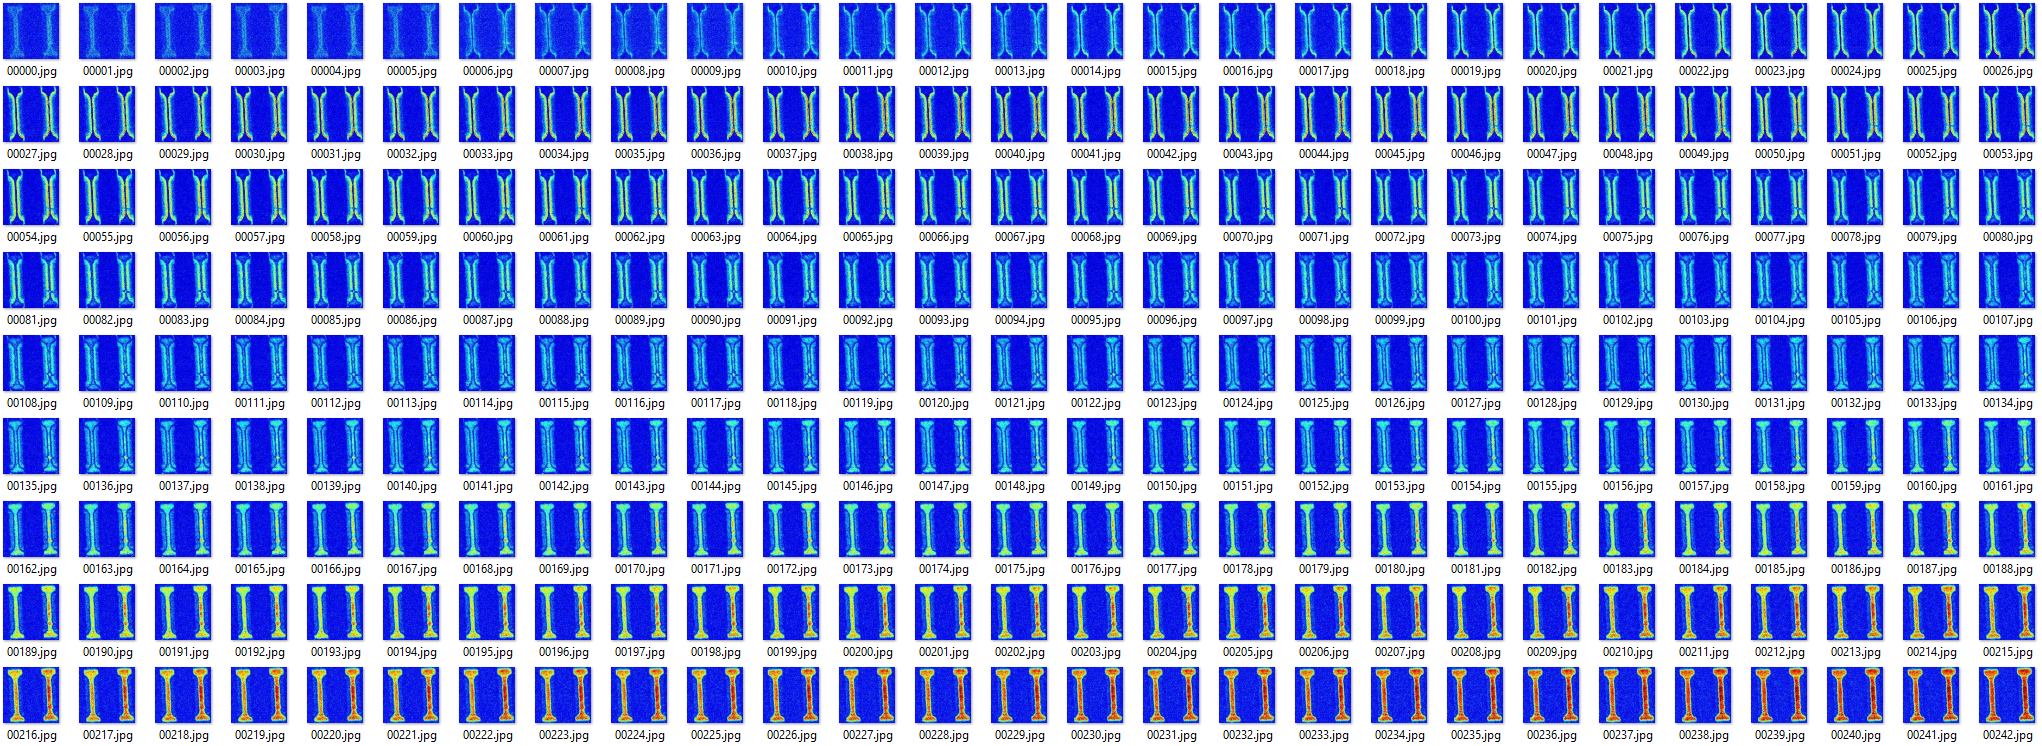 00000.jpg 00001.jpg 00002.jpg 00003.jpg 00004.jpg 00005.jpg 00006.jpg 00007.jpg 00008.jpg 00009.jpg 00010.jpg 00011.jpg 00012.jpg 00013.jpg 00014.jpg 00015.jpg 00016.jpg 00017.jpg 00018.jpg 00019.jpg 00020.jpg 00021.jpg 00022.jpg 00023.jpg 00024.jpg 00025.jpg 00026.jpg
00027.jpg 00028.jpg 00029.jpg 00030.jpg 00031.jpg 00032.jpg 00033.jpg 00034.jpg 00035.jpg 00036.jpg 00037.jpg 00038.jpg 00039.jpg 00040.jpg 00041.jpg 00042.jpg 00043.jpg 00044.jpg 00045.jpg 00046.jpg 00047.jpg 00048.jpg 00049.jpg 00050.jpg 00051.jpg 00052.jpg 00053.jpg
00054.jpg 00055.jpg 00056.jpg 00057.jpg 00058.jpg 00059.jpg 00060.jpg 00061.jpg 00062.jpg 00063.jpg 00064.jpg 00065.jpg 00066.jpg 00067.jpg 00068.jpg 00069.jpg 00070.jpg 00071.jpg 00072.jpg 00073.jpg 00074.jpg 00075.jpg 00076.jpg 00077.jpg 00078.jpg 00079.jpg 00080.jpg
00081.jpg 00082.jpg 00083.jpg 00084.jpg 00085.jpg 00086.jpg 00087.jpg 00088.jpg 00089.jpg 00090.jpg 00091.jpg 00092.jpg 00093.jpg 00094.jpg 00095.jpg 00096.jpg 00097.jpg 00098.jpg 00099.jpg 00100.jpg 00101.jpg 00102.jpg 00103.jpg 00104.jpg 00105.jpg 00106.jpg 00107.jpg
00108.jpg 00109.jpg 00110.jpg 00111.jpg 00112.jpg 00113.jpg 00114.jpg 00115.jpg 00116.jpg 00117.jpg 00118.jpg 00119.jpg 00120.jpg 00121.jpg 00122.jpg 00123.jpg 00124.jpg 00125.jpg 00126.jpg 00127.jpg 00128.jpg 00129.jpg 00130.jpg 00131.jpg 00132.jpg 00133.jpg 00134.jpg
00135.jpg 00136.jpg 00137.jpg 00138.jpg 00139.jpg 00140.jpg 00141.jpg 00142.jpg 00143.jpg 00144.jpg 00145.jpg 00146.jpg 00147.jpg 00148.jpg 00149.jpg 00150.jpg 00151.jpg 00152.jpg 00153.jpg 00154.jpg 00155.jpg 00156.jpg 00157.jpg 00158.jpg 00159.jpg 00160.jpg 00161.jpg
00162.jpg 00163.jpg 00164.jpg 00165.jpg 00166.jpg 00167.jpg 00168.jpg 00169.jpg 00170.jpg 00171.jpg 00172.jpg 00173.jpg 00174.jpg 00175.jpg 00176.jpg 00177.jpg 00178.jpg 00179.jpg 00180.jpg 00181.jpg 00182.jpg 00183.jpg 00184.jpg 00185.jpg 00186.jpg 00187.jpg 00188.jpg
00189.jpg 00190.jpg 00191.jpg 00192.jpg 00193.jpg 00194.jpg 00195.jpg 00196.jpg 00197.jpg 00198.jpg 00199.jpg 00200.jpg 00201.jpg 00202.jpg 00203.jpg 00204.jpg 00205.jpg 00206.jpg 00207.jpg 00208.jpg 00209.jpg 00210.jpg 00211.jpg 00212.jpg 00213.jpg 00214.jpg 00215.jpg
00216.jpg 00217.jpg 00218.jpg 00219.jpg 00220.jpg 00221.jpg 00222.jpg 00223.jpg 00224.jpg 00225.jpg 00226.jpg 00227.jpg 00228.jpg 00229.jpg 00230.jpg 00231.jpg 00232.jpg 00233.jpg 00234.jpg 00235.jpg 00236.jpg 00237.jpg 00238.jpg 00239.jpg 00240.jpg 00241.jpg 00242.jpg